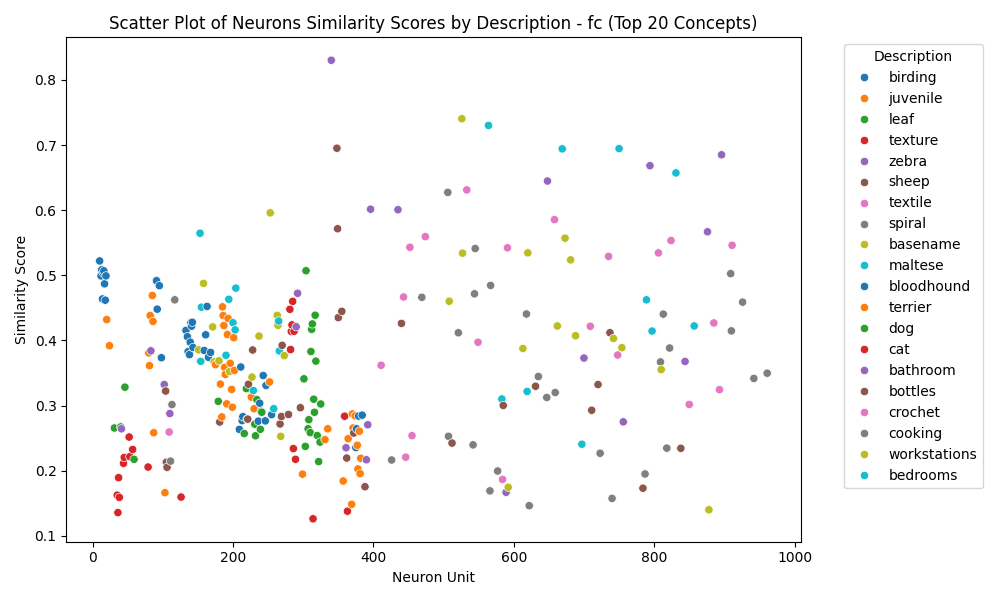 Scatter Plot of Neurons Similarity Scores by Description - fc (Top 20 Concepts)
Similarity Score
0.8
0.7
0.6
0.5
0.4
0.3
0.2
0.1
0
200
400
600
800
1000
Neuron Unit
Description
birding
juvenile
leaf
texture
zebra
sheep
textile
spiral
basename
maltese
bloodhound
terrier
dog
cat
bathroom
bottles
crochet
cooking
workstations
bedrooms